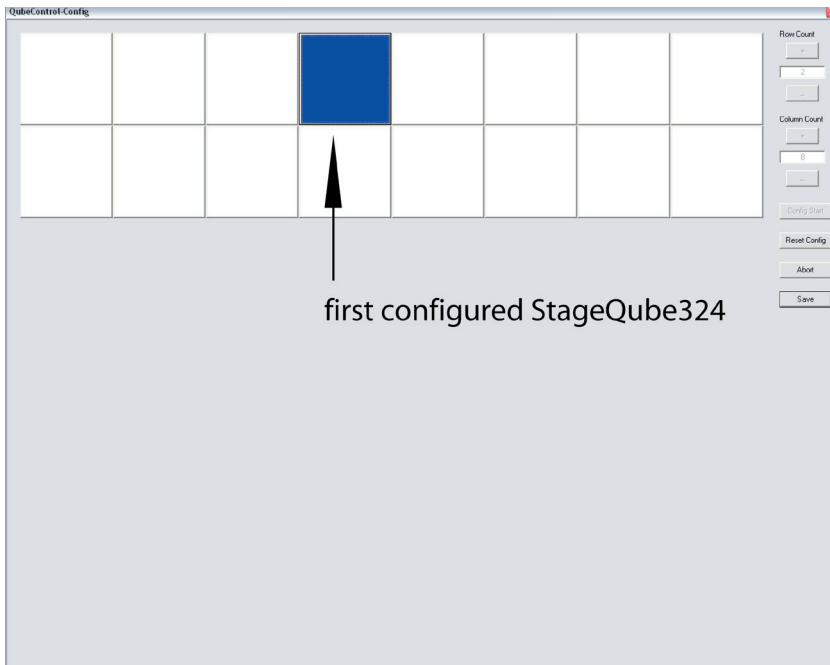 QubeControl-Config
Row Count
+
2
-
Column Count
+
8
-
Config Start
Reset Config
Abort
Save
first configured StageQube324